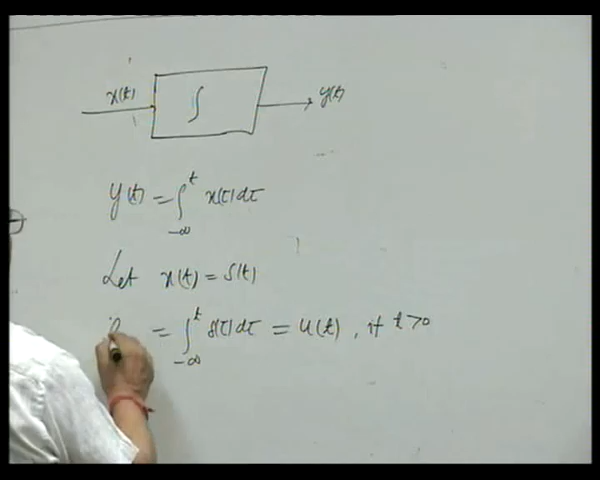 x(t) ∫ y(t)
y(t) = ∫_{-∞}^{t} x(τ)dτ
Let x(t) = δ(t)
= ∫_{-∞}^{t} δ(τ)dτ = u(t), if t>0